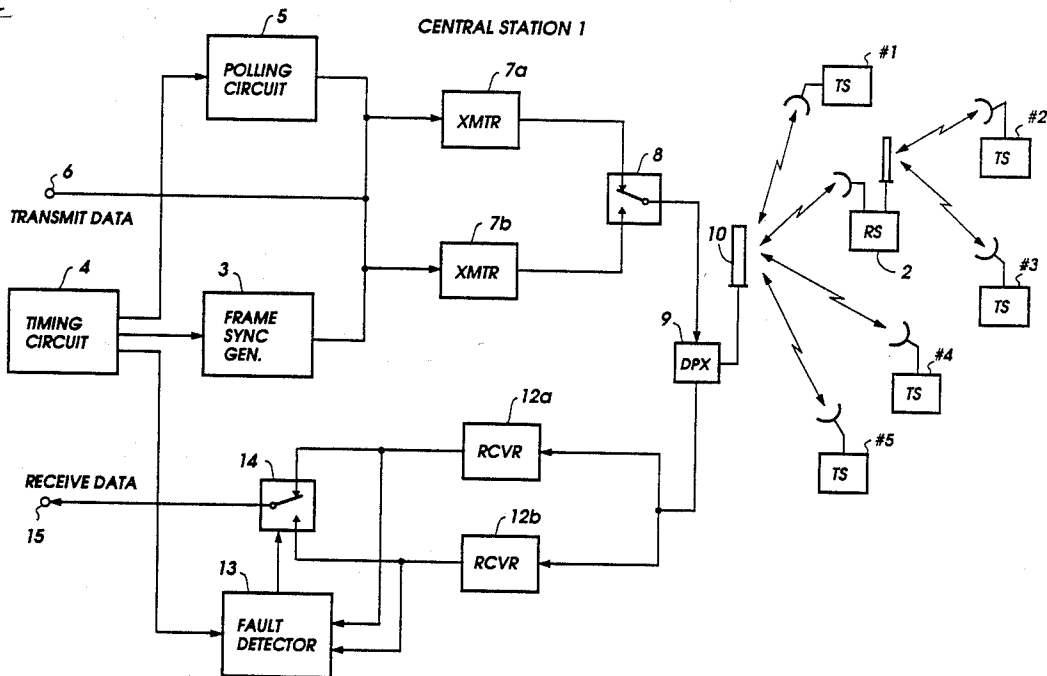 CENTRAL STATION 1
5
POLLING
CIRCUIT
7a
XMTR
#1
TS
#2
TS
8
6
TRANSMIT DATA
7b
XMTR
10
RS
2
#3
TS
4
TIMING
CIRCUIT
3
FRAME
SYNC
GEN.
9
DPX
#4
TS
12a
RCVR
#5
TS
RECEIVE DATA
15
14
12b
RCVR
13
FAULT
DETECTOR